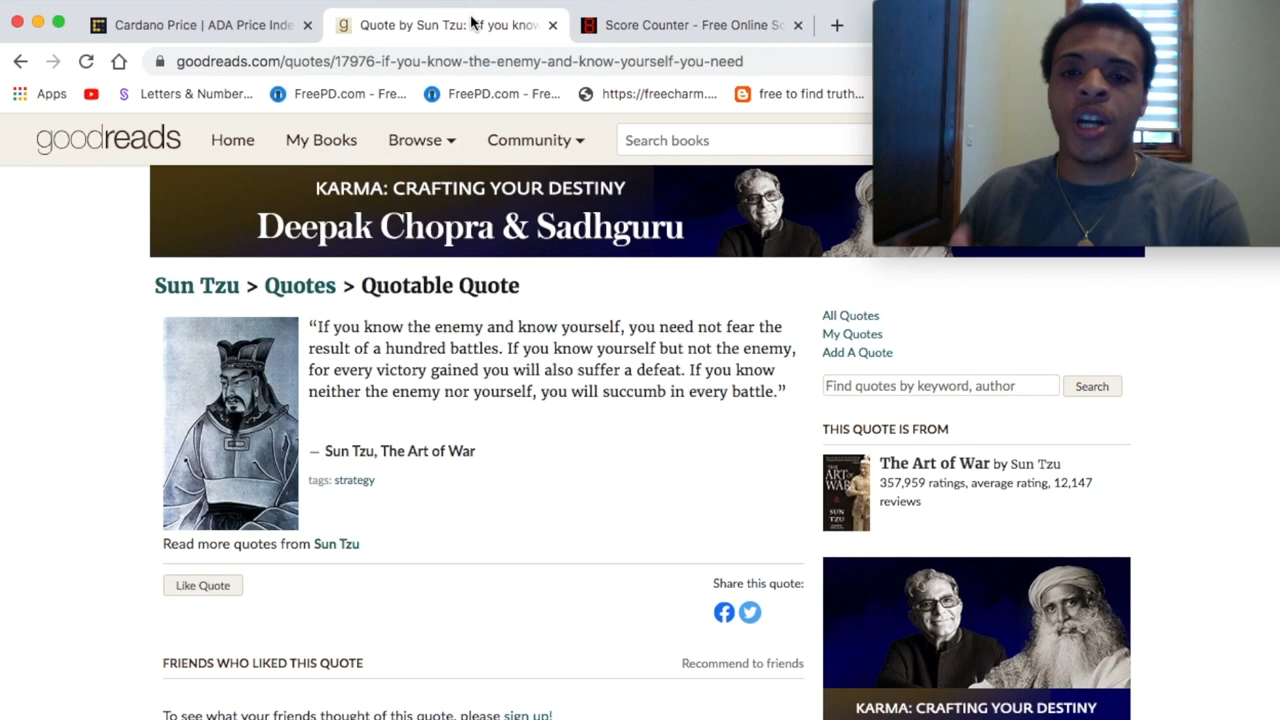 Cardano Price | ADA Price Inde
Quote by Sun Tzu: "If you know
Score Counter - Free Online Sc
goodreads.com/quotes/17976-if-you-know-the-enemy-and-know-yourself-you-need
Apps
Letters & Number...
FreePD.com - Fre...
FreePD.com - Fre...
https://freecharm....
free to find truth...
goodreads
Home
My Books
Browse
Community
Search books
KARMA: CRAFTING YOUR DESTINY
Deepak Chopra & Sadhguru
Sun Tzu > Quotes > Quotable Quote
“If you know the enemy and know yourself, you need not fear the
result of a hundred battles. If you know yourself but not the enemy,
for every victory gained you will also suffer a defeat. If you know
neither the enemy nor yourself, you will succumb in every battle.”
― Sun Tzu, The Art of War
tags: strategy
Read more quotes from Sun Tzu
Like Quote
Share this quote:
FRIENDS WHO LIKED THIS QUOTE
Recommend to friends
To see what your friends thought of this quote, please sign up!
All Quotes
My Quotes
Add A Quote
Find quotes by keyword, author
Search
THIS QUOTE IS FROM
THE
ART OF
WAR
SUN
TZU
The Art of War by Sun Tzu
357,959 ratings, average rating, 12,147
reviews
KARMA: CRAFTING YOUR DESTINY